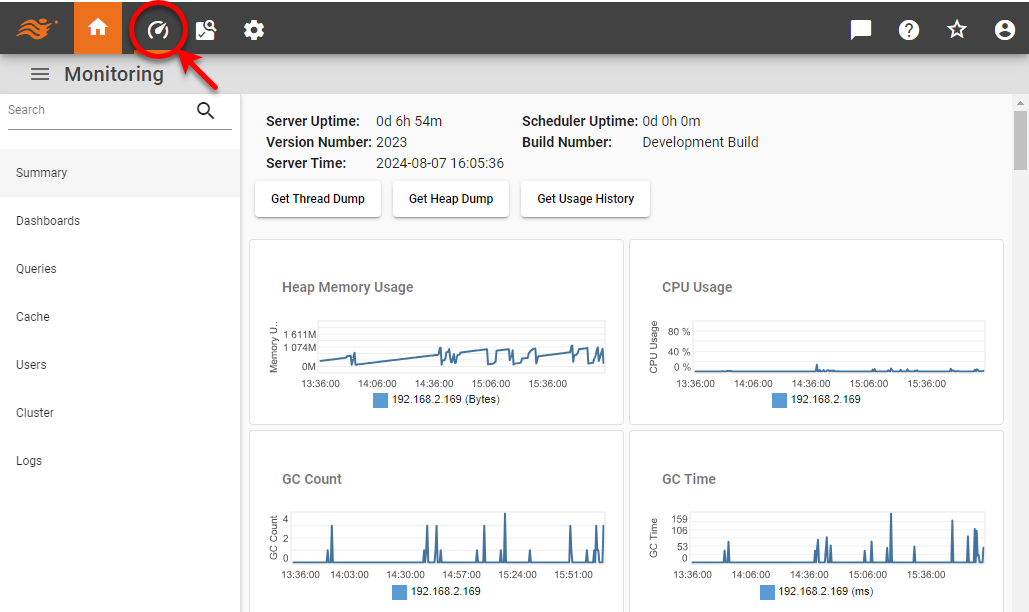 Monitoring
Search
Summary
Dashboards
Queries
Cache
Users
Cluster
Logs
Server Uptime: 0d 6h 54m Scheduler Uptime: 0d 0h 0m
Version Number: 2023 Build Number: Development Build
Server Time: 2024-08-07 16:05:36
Get Thread Dump Get Heap Dump Get Usage History
Heap Memory Usage
Memory U..
1 611M
1 074M
0M
13:36:00 14:06:00 14:36:00 15:06:00 15:36:00
192.168.2.169 (Bytes)
CPU Usage
CPU Usage
80 %
40 %
0 %
13:36:00 14:06:00 14:36:00 15:06:00 15:36:00
192.168.2.169
GC Count
GC Count
4
2
0
13:36:00 14:03:00 14:30:00 14:57:00 15:24:00 15:51:00
192.168.2.169
GC Time
GC Time
159
106
53
0
13:36:00 14:06:00 14:36:00 15:06:00 15:36:00
192.168.2.169 (ms)